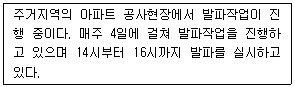 주거지역의 아파트 공사현장에서 발파작업이 진
행 중이다. 매주 4일에 걸쳐 발파작업을 진행하
고 있으며 14시부터 16시까지 발파를 실시하고
있다.